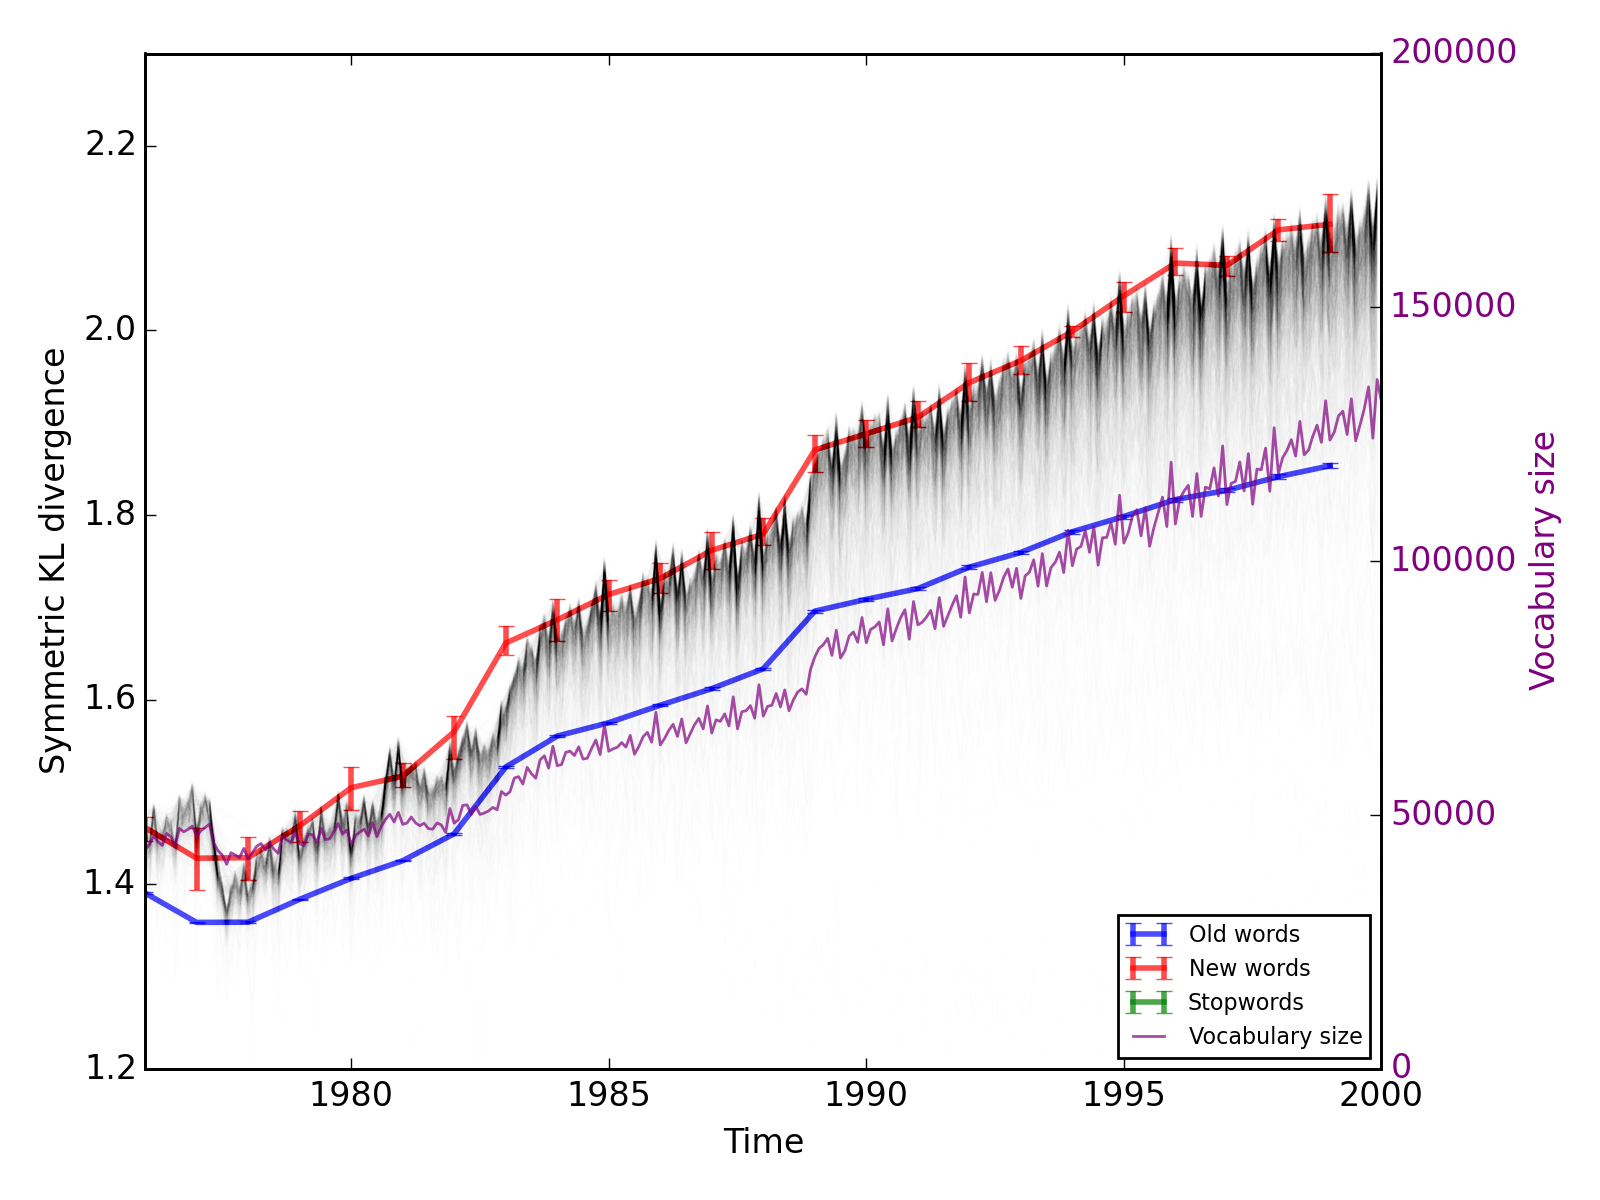 200000
2.2
150000
2.0
Symmetric KL divergence
1.8
100000
Vocabulary size
1.6
50000
1.4
Old words
New words
Stopwords
Vocabulary size
1.2
0
1980
1985
1990
1995
2000
Time